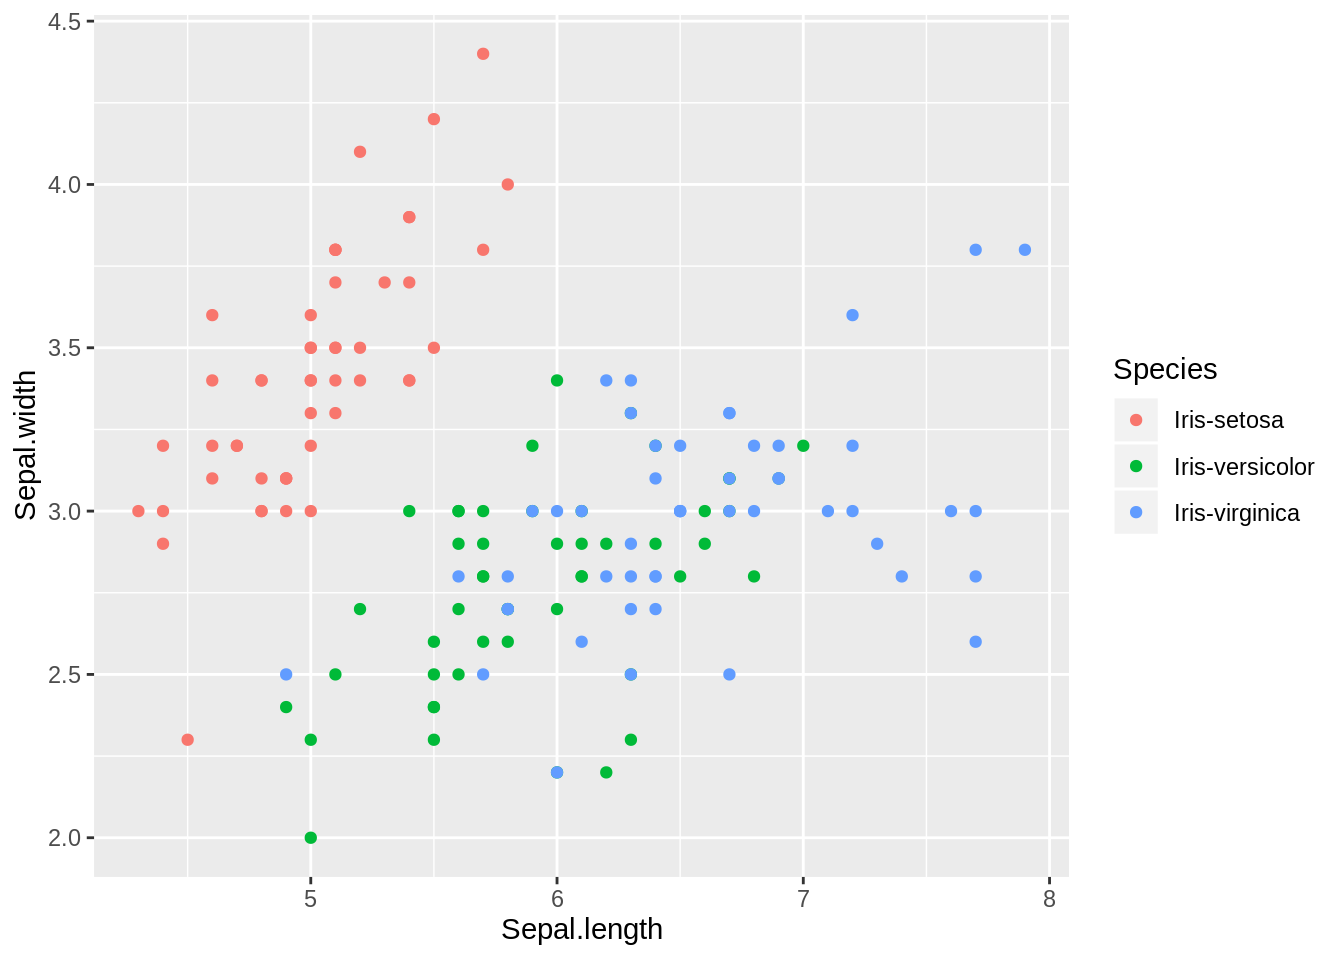 4.5
4.0
3.5
3.0
2.5
2.0
Sepal.width
5 6 7 8
Sepal.length
Species
Iris-setosa
Iris-versicolor
Iris-virginica